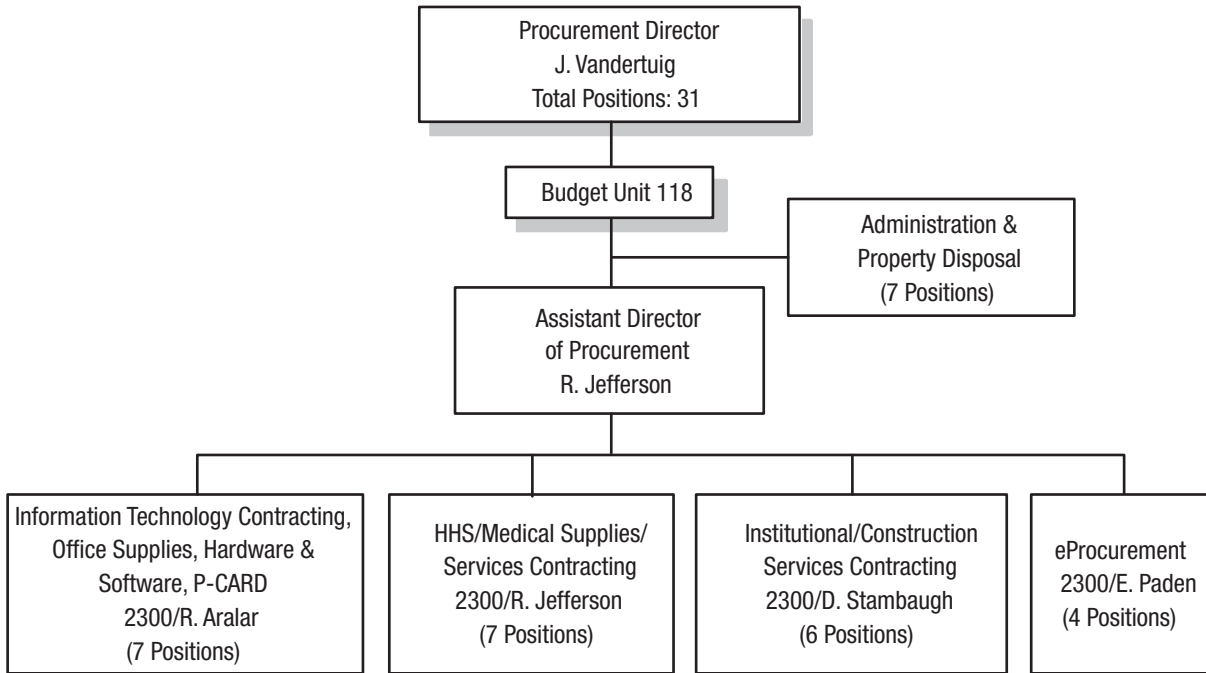 Procurement Director
J. Vandertuig
Total Positions: 31
Budget Unit 118
Administration &
Property Disposal
(7 Positions)
Assistant Director
of Procurement
R. Jefferson
Information Technology Contracting,
Office Supplies, Hardware &
Software, P-CARD
2300/R. Aralar
(7 Positions)
HHS/Medical Supplies/
Services Contracting
2300/R. Jefferson
(7 Positions)
Institutional/Construction
Services Contracting
2300/D. Stambaugh
(6 Positions)
eProcurement
2300/E. Paden
(4 Positions)